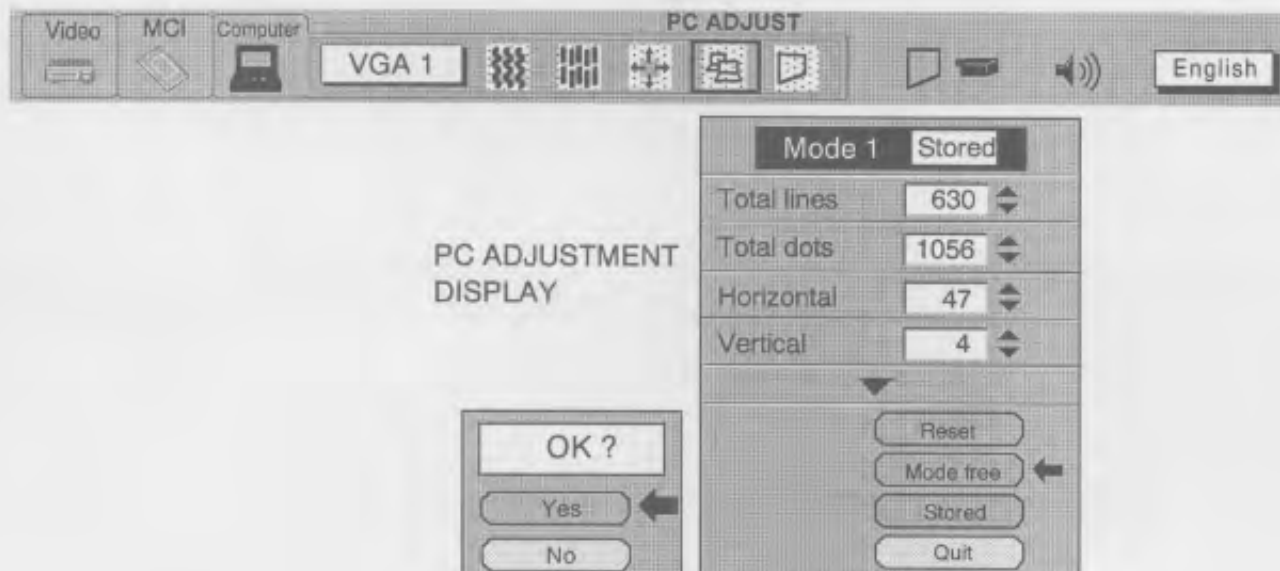 PC ADJUST
Video MCI Computer VGA 1 English
Mode 1 Stored
Total lines 630
Total dots 1056
PC ADJUSTMENT
DISPLAY
Horizontal 47
Vertical 4
Reset
OK ?
Mode free
Yes
Stored
No
Quit